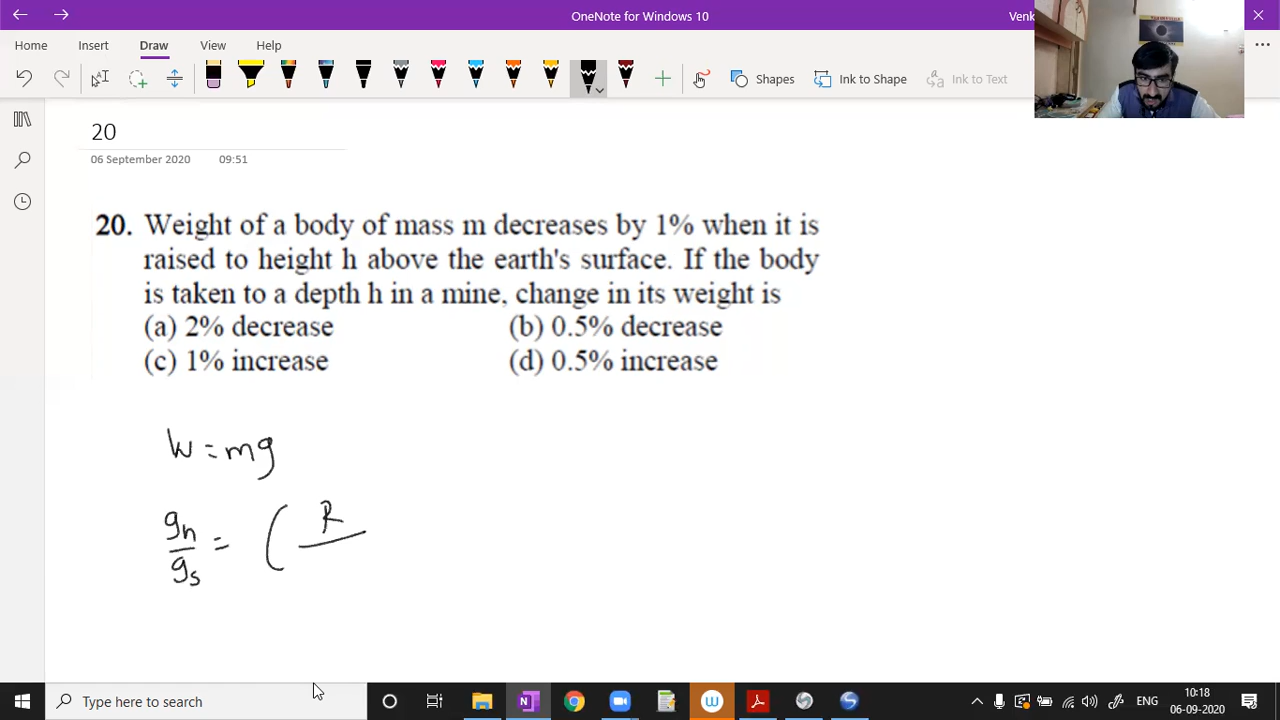 OneNote for Windows 10
Venk
Home Insert Draw View Help
Shapes Ink to Shape Ink to Text
20
06 September 2020 09:51
20. Weight of a body of mass m decreases by 1% when it is
raised to height h above the earth's surface. If the body
is taken to a depth h in a mine, change in its weight is
(a) 2% decrease (b) 0.5% decrease
(c) 1% increase (d) 0.5% increase
W = mg
gh/gs = ( R
Type here to search
ENG
10:18
06-09-2020